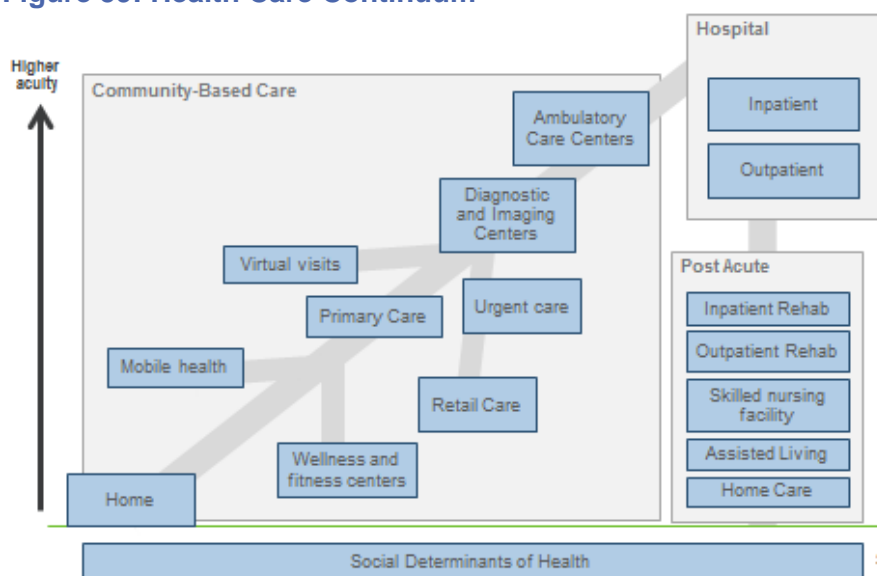 Higher
acuity
Community-Based Care
Hospital
Ambulatory
Care Centers
Inpatient
Outpatient
Diagnostic
and Imaging
Centers
Virtual visits
Post Acute
Primary Care
Urgent care
Inpatient Rehab
Outpatient Rehab
Mobile health
Retail Care
Skilled nursing
facility
Wellness and
fitness centers
Assisted Living
Home
Home Care
Social Determinants of Health